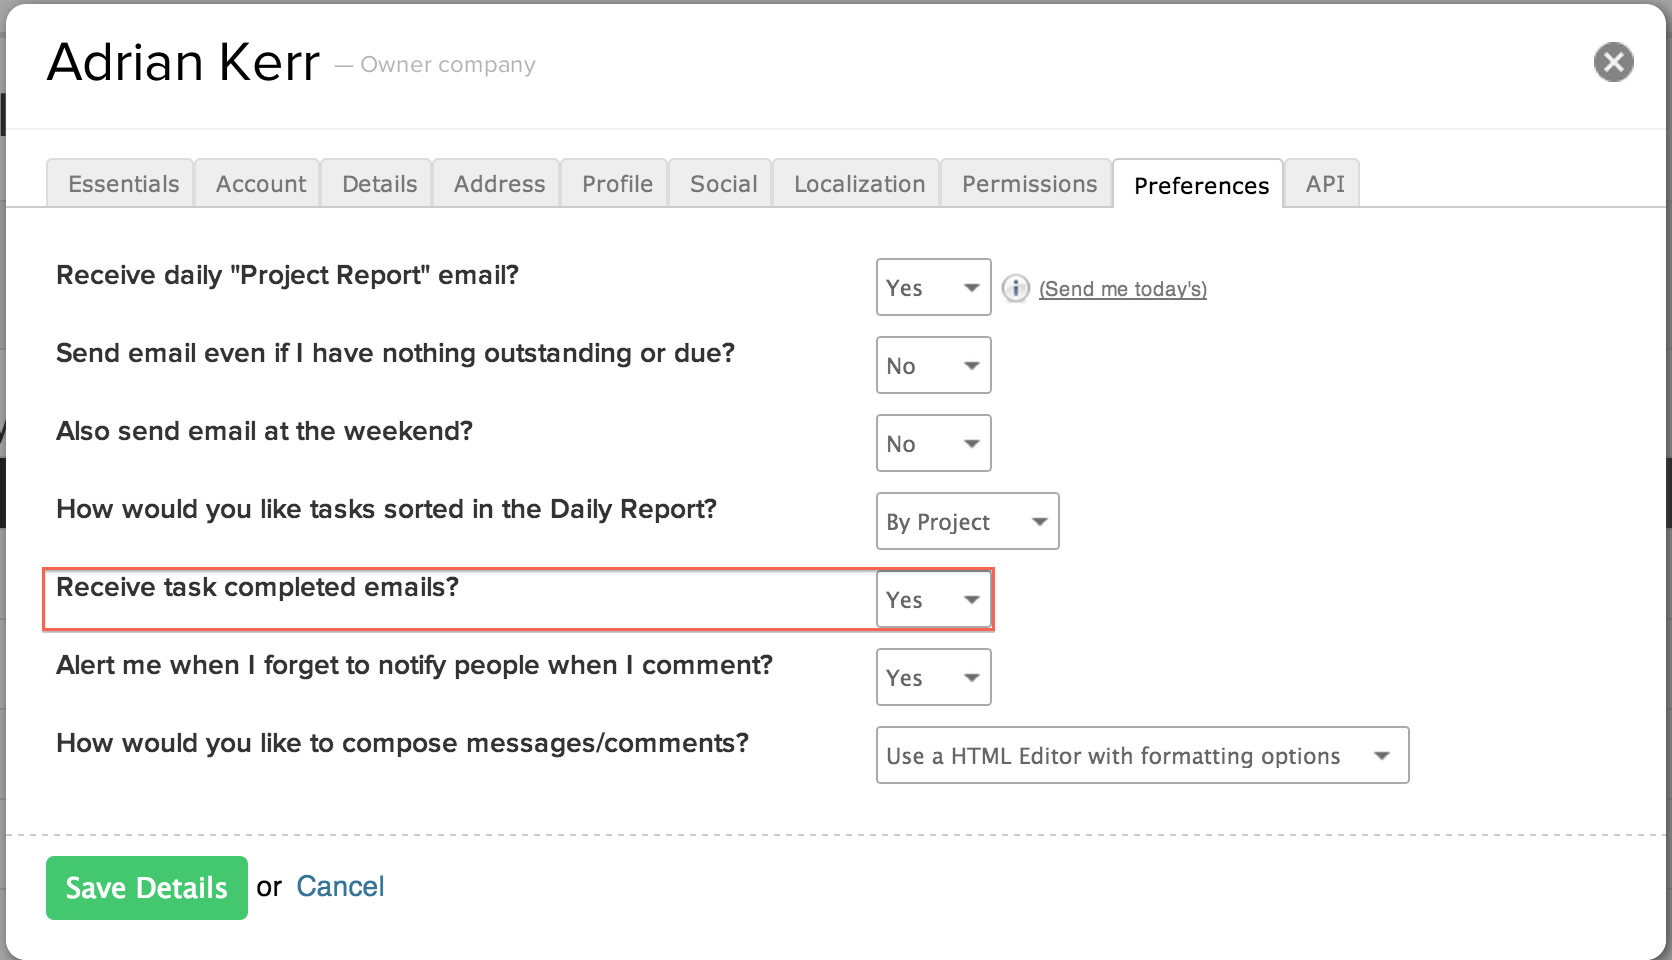 Adrian Kerr — Owner company
Essentials Account Details Address Profile Social Localization Permissions Preferences API
Receive daily "Project Report" email? Yes (Send me today's)
Send email even if I have nothing outstanding or due? No
Also send email at the weekend? No
How would you like tasks sorted in the Daily Report? By Project
Receive task completed emails? Yes
Alert me when I forget to notify people when I comment? Yes
How would you like to compose messages/comments? Use a HTML Editor with formatting options
Save Details or Cancel